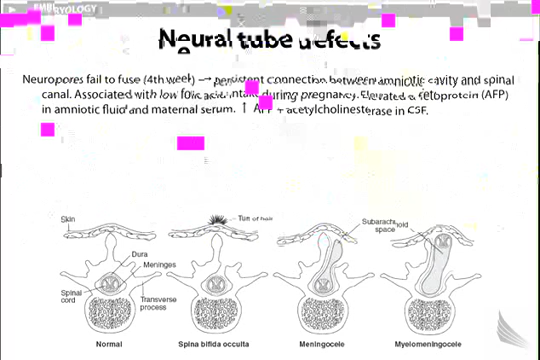 EMBRYOLOGY
Neural tube defects
Neuropores fail to fuse (4th week) → persistent connection between amniotic cavity and spinal
canal. Associated with low folic acid intake during pregnancy. Elevated α fetoprotein (AFP)
in amniotic fluid and maternal serum. ↑ AFP + acetylcholinesterase in CSF.
Skin
Tuft of hair
Subarachnoid
space
Dura
Meninges
Spinal
cord
Transverse
process
Normal
Spina bifida occulta
Meningocele
Myelomeningocele